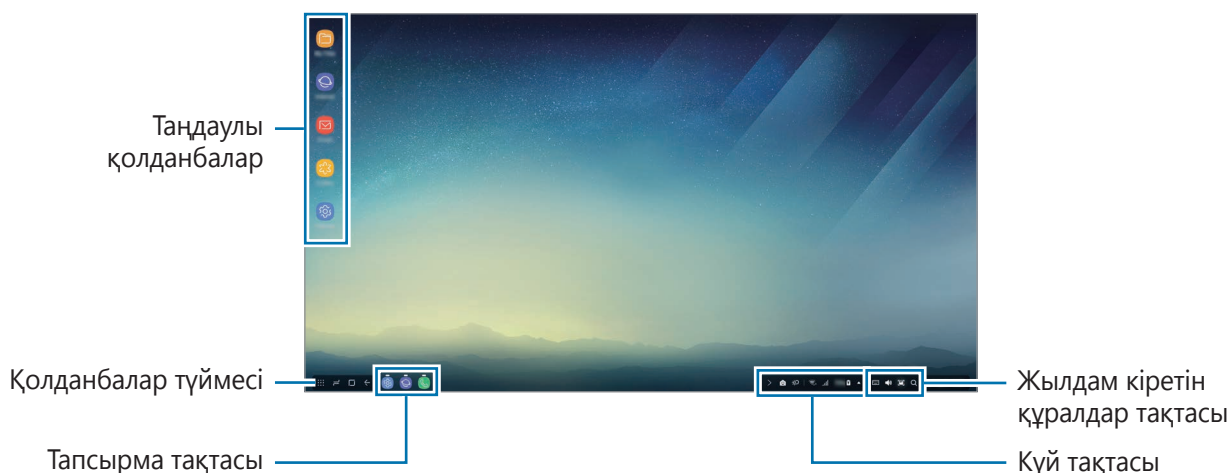 Таңдаулы
қолданбалар
Қолданбалар түймесі
Тапсырма тақтасы
Жылдам кіретін
құралдар тақтасы
Күй тақтасы